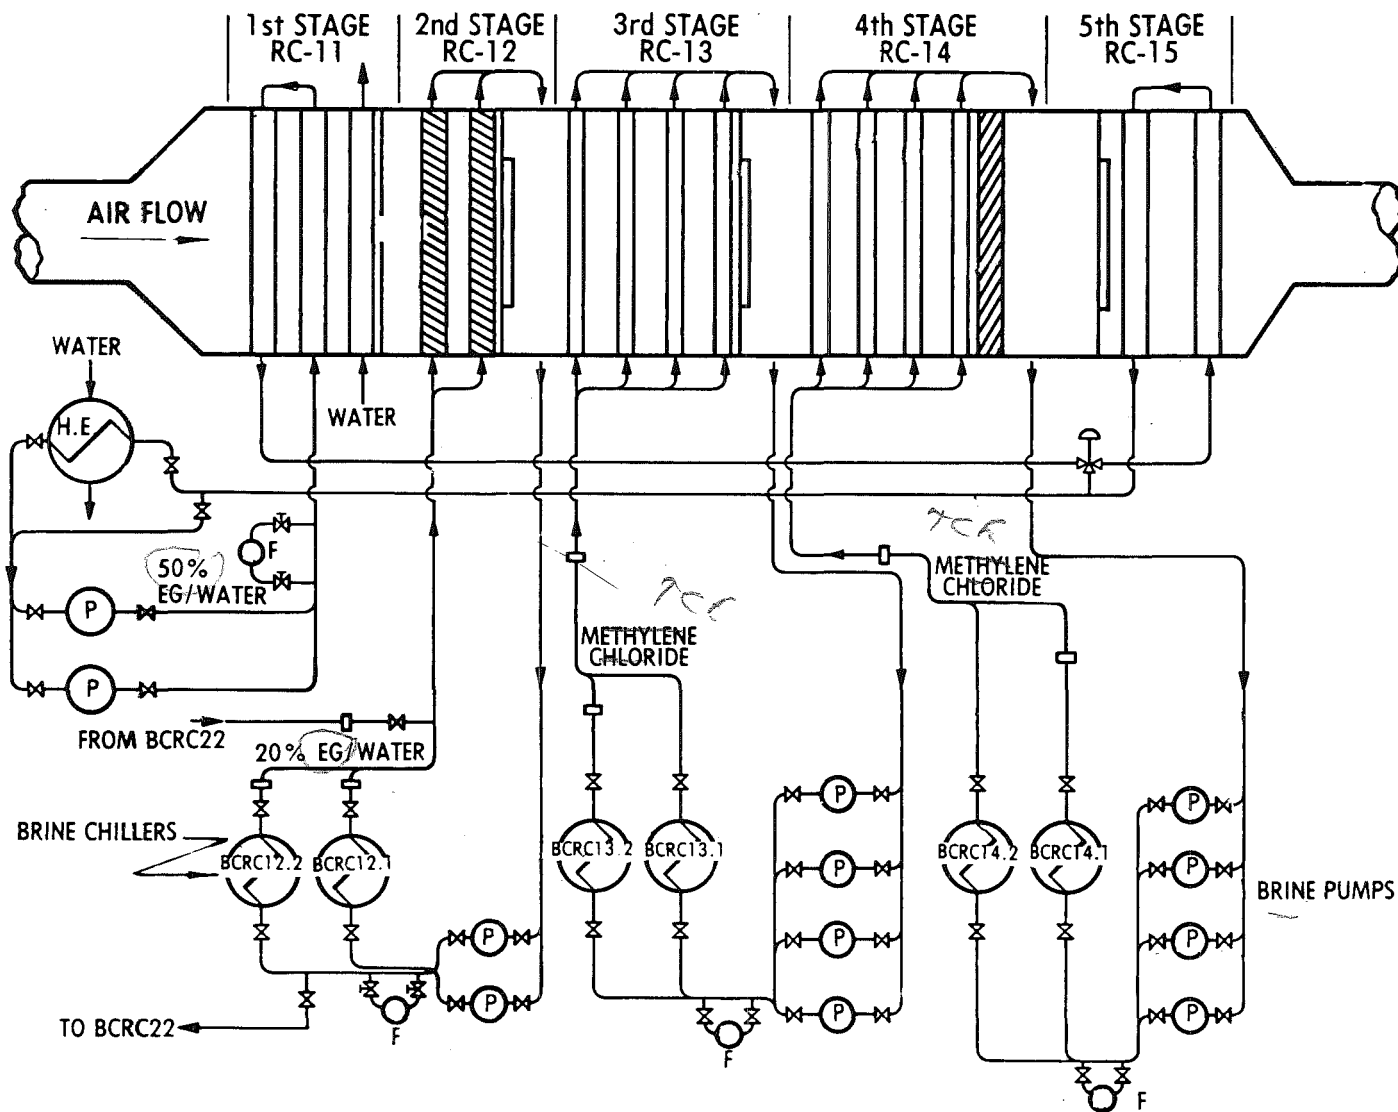 1st STAGE
RC-11
2nd STAGE
RC-12
3rd STAGE
RC-13
4th STAGE
RC-14
5th STAGE
RC-15
AIR FLOW
WATER
H.E
WATER
F
50%
EG/WATER
P
P
FROM BCRC22
20% EG/WATER
METHYLENE
CHLORIDE
METHYLENE
CHLORIDE
BRINE CHILLERS
BCRC12.2
BCRC12.1
BCRC13.2
BCRC13.1
BCRC14.2
BCRC14.1
BRINE PUMPS
P
P
P
P
P
P
P
P
P
P
TO BCRC22
F
F
F